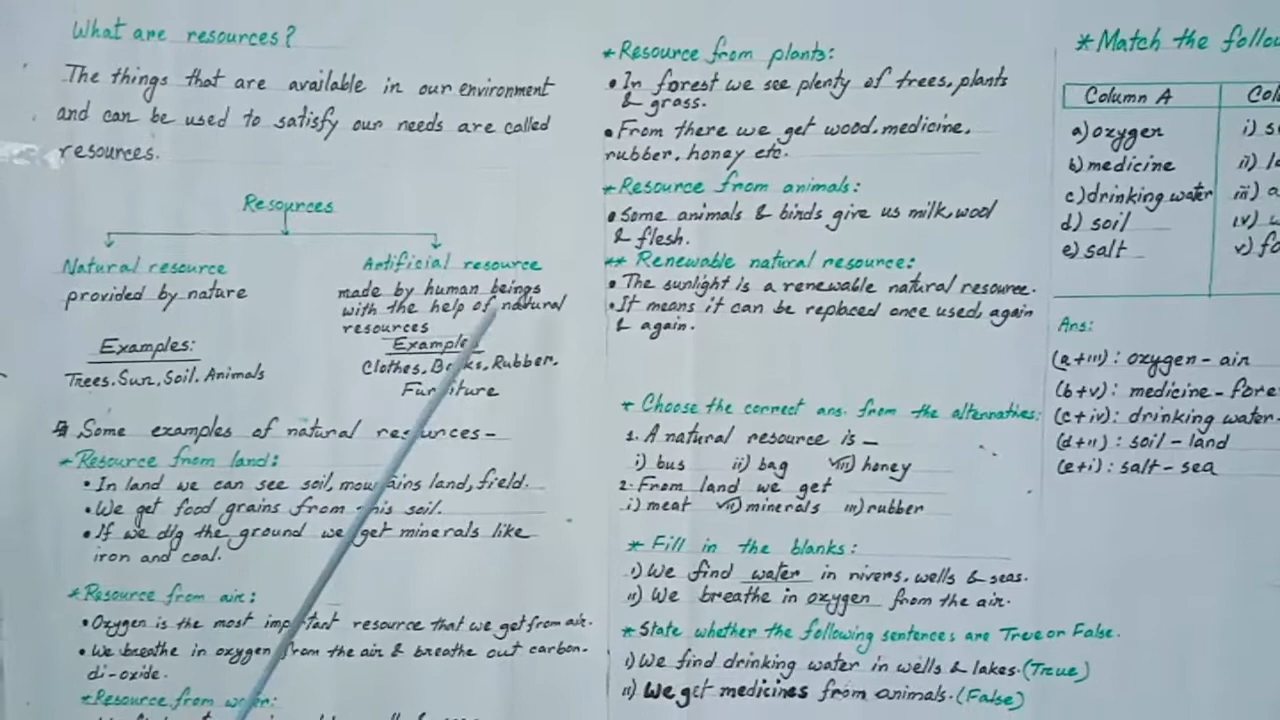 What are resources?
The things that are available in our environment
and can be used to satisfy our needs are called
resources.
Resources
Natural resource
provided by nature
Examples:
Trees, Sun, Soil, Animals
Artificial resource
made by human beings
with the help of natural
resources
Example
Clothes, Rubber,
Furniture
Some examples of natural resources-
* Resource from land:
• In land we can see soil, mountains land, field.
• We get food grains from this soil.
• If we dig the ground we get minerals like
iron and coal.
* Resource from air:
• Oxygen is the most important resource that we get from air.
• We breathe in oxygen from the air & breathe out carbon-
di-oxide.
* Resource from water:
* Resource from plants:
• In forest we see plenty of trees, plants
& grass.
• From there we get wood, medicine,
rubber, honey etc.
* Resource from animals:
• Some animals & birds give us milk, wool
& flesh.
** Renewable natural resource:
• The sunlight is a renewable natural resource.
• It means it can be replaced once used, again
& again.
* Choose the correct ans. from the alternatives:
1. A natural resource is —
i) bus ii) bag ✓iii) honey
2. From land we get
i) meat ✓ii) minerals iii) rubber
* Fill in the blanks:
i) We find water in rivers, wells & seas.
ii) We breathe in oxygen from the air.
* State whether the following sentences are True or False.
i) We find drinking water in wells & lakes. (True)
ii) We get medicines from animals. (False)
* Match the follow
Column A Col
a) oxygen i) s
b) medicine ii) l
c) drinking water iii) a
d) soil iv)
e) salt v) fo
Ans:
(a+iii) : oxygen - air
(b+v) : medicine - fore
(c+iv) : drinking water-
(d+ii) : soil - land
(e+i) : salt - sea